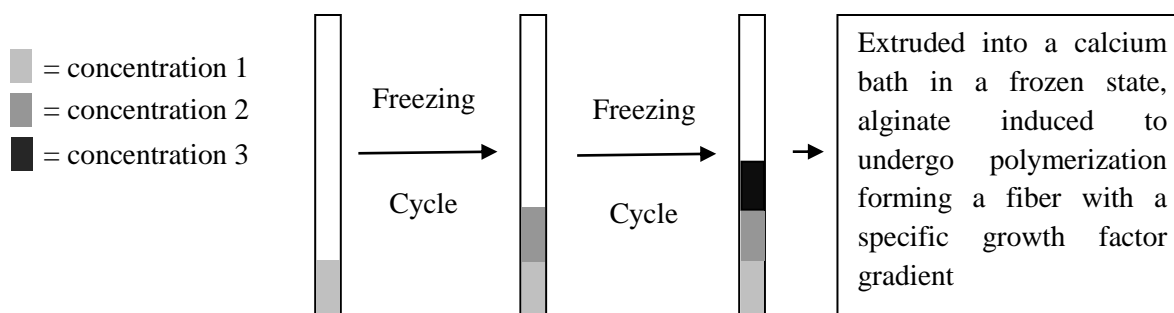 = concentration 1
= concentration 2
= concentration 3
Freezing
Cycle
Freezing
Cycle
Extruded into a calcium
bath in a frozen state,
alginate induced to
undergo polymerization
forming a fiber with a
specific growth factor
gradient